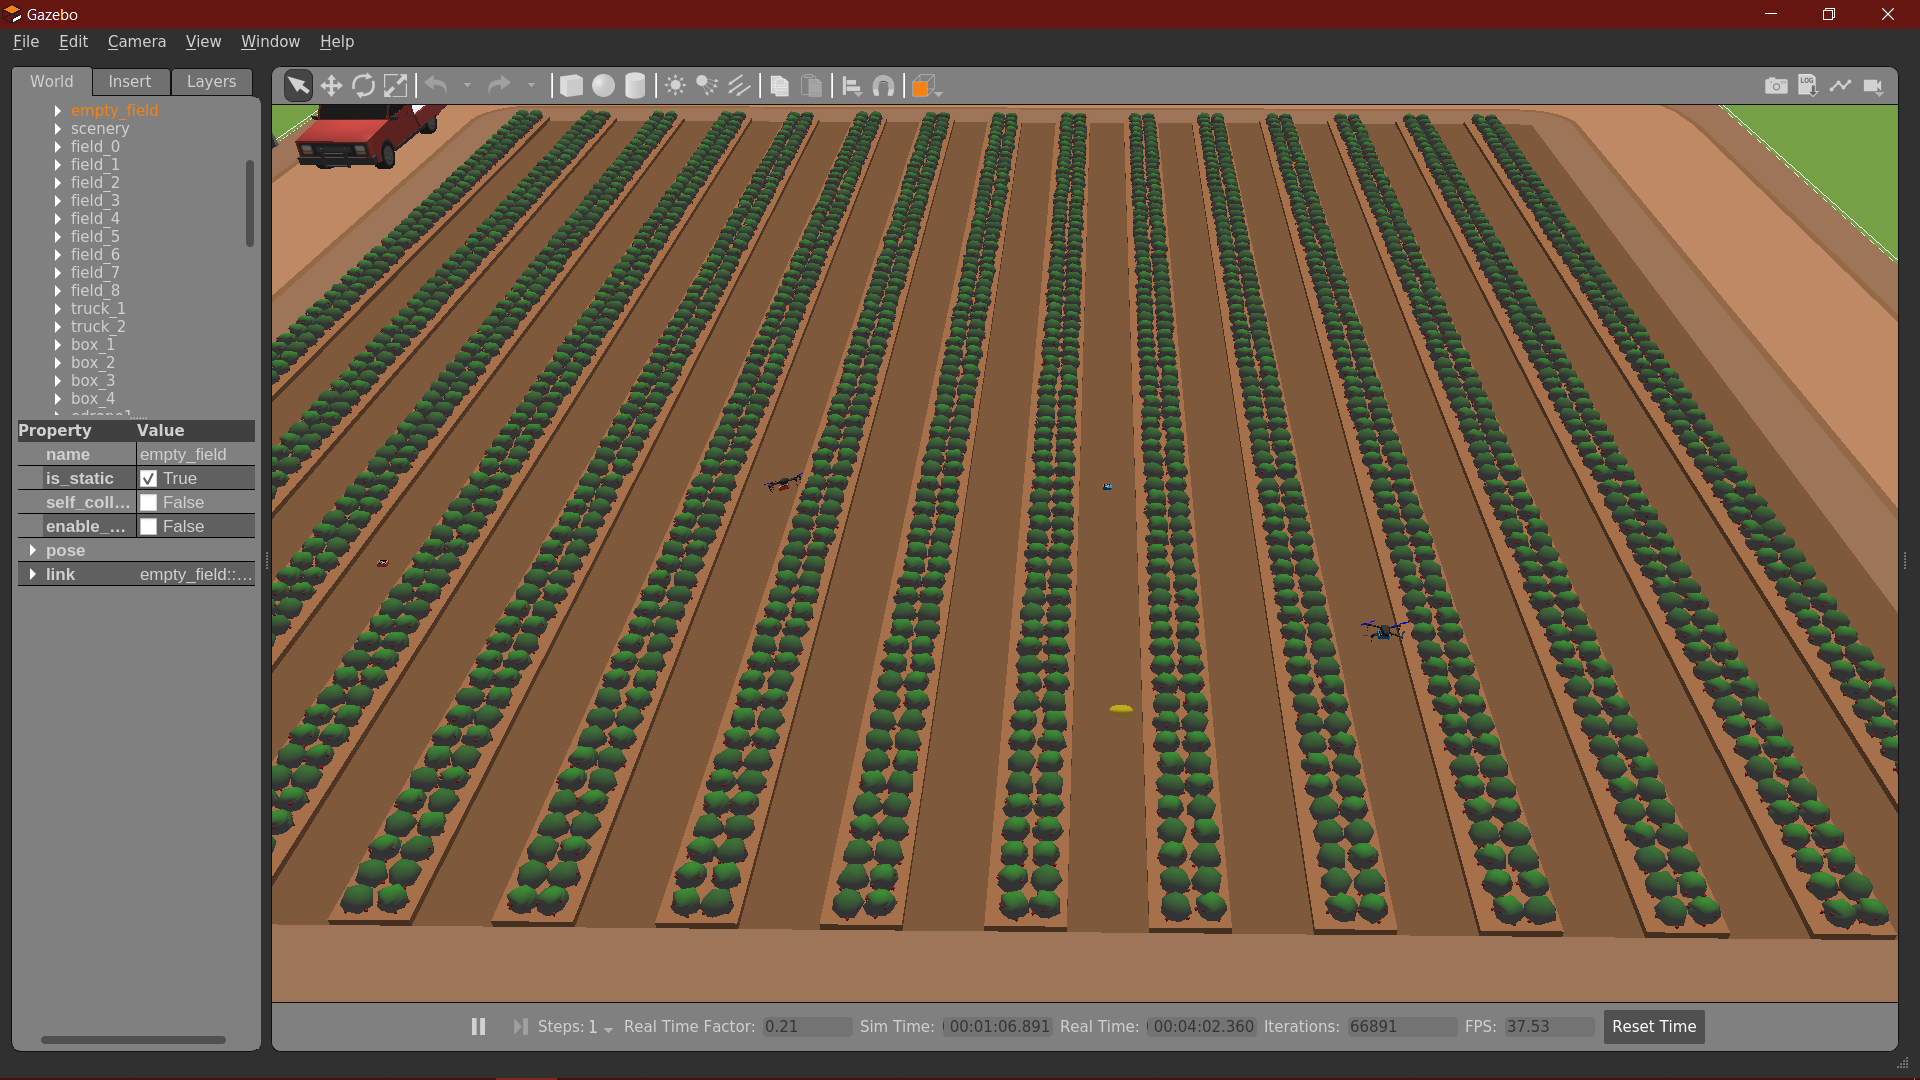 Gazebo
File Edit Camera View Window Help
World Insert Layers
empty_field
scenery
field_0
field_1
field_2
field_3
field_4
field_5
field_6
field_7
field_8
truck_1
truck_2
box_1
box_2
box_3
box_4
Property Value
name empty_field
is_static True
self_coll... False
enable_... False
pose
link empty_field::...
LOG
Steps: 1 Real Time Factor: 0.21 Sim Time: 00:01:06.891 Real Time: 00:04:02.360 Iterations: 66891 FPS: 37.53 Reset Time